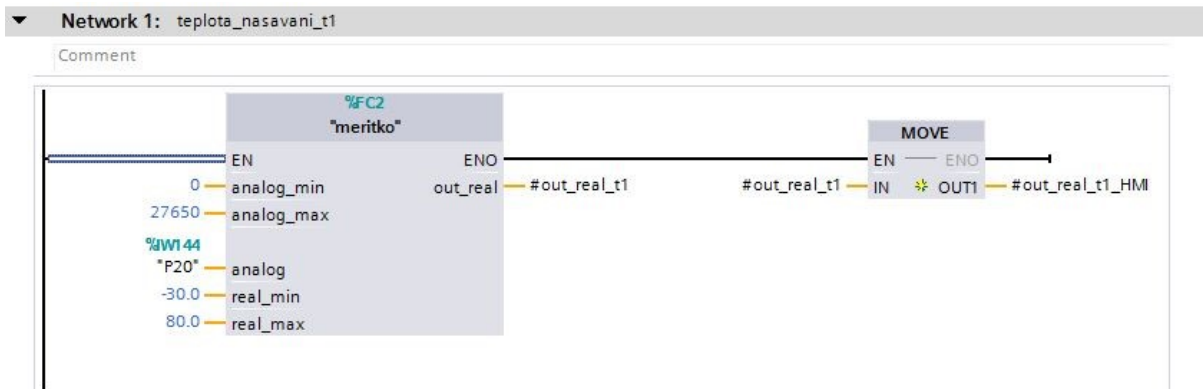 Network 1: teplota_nasavani_t1
Comment
%FC2
"meritko"
MOVE
EN ENO
EN ENO
0 analog_min out_real #out_real_t1
#out_real_t1 IN OUT1 #out_real_t1_HMI
27650 analog_max
%IW144
"P20" analog
-30.0 real_min
80.0 real_max